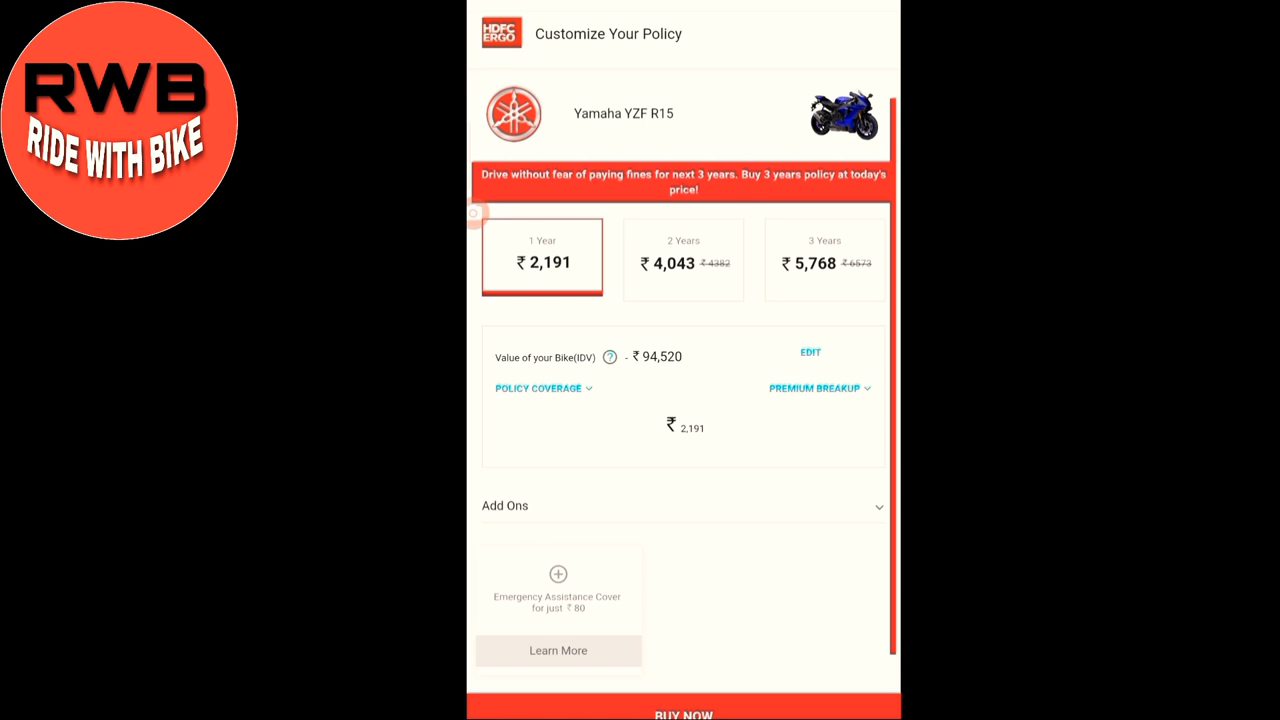 RWB
RIDE WITH BIKE
HDFC
ERGO
Customize Your Policy
Yamaha YZF R15
Drive without fear of paying fines for next 3 years. Buy 3 years policy at today's
price!
1 Year
₹ 2,191
2 Years
₹ 4,043 ₹ 4382
3 Years
₹ 5,768 ₹ 6573
Value of your Bike(IDV) ? - ₹ 94,520
EDIT
POLICY COVERAGE
PREMIUM BREAKUP
₹ 2,191
Add Ons
Emergency Assistance Cover
for just ₹ 80
Learn More
BUY NOW